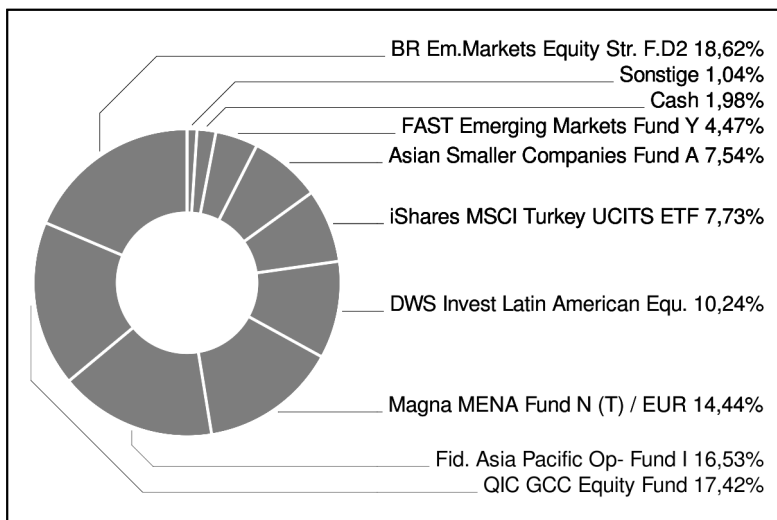 BR Em.Markets Equity Str. F.D2 18,62%
Sonstige 1,04%
Cash 1,98%
FAST Emerging Markets Fund Y 4,47%
Asian Smaller Companies Fund A 7,54%
iShares MSCI Turkey UCITS ETF 7,73%
DWS Invest Latin American Equ. 10,24%
Magna MENA Fund N (T) / EUR 14,44%
Fid. Asia Pacific Op- Fund I 16,53%
QIC GCC Equity Fund 17,42%